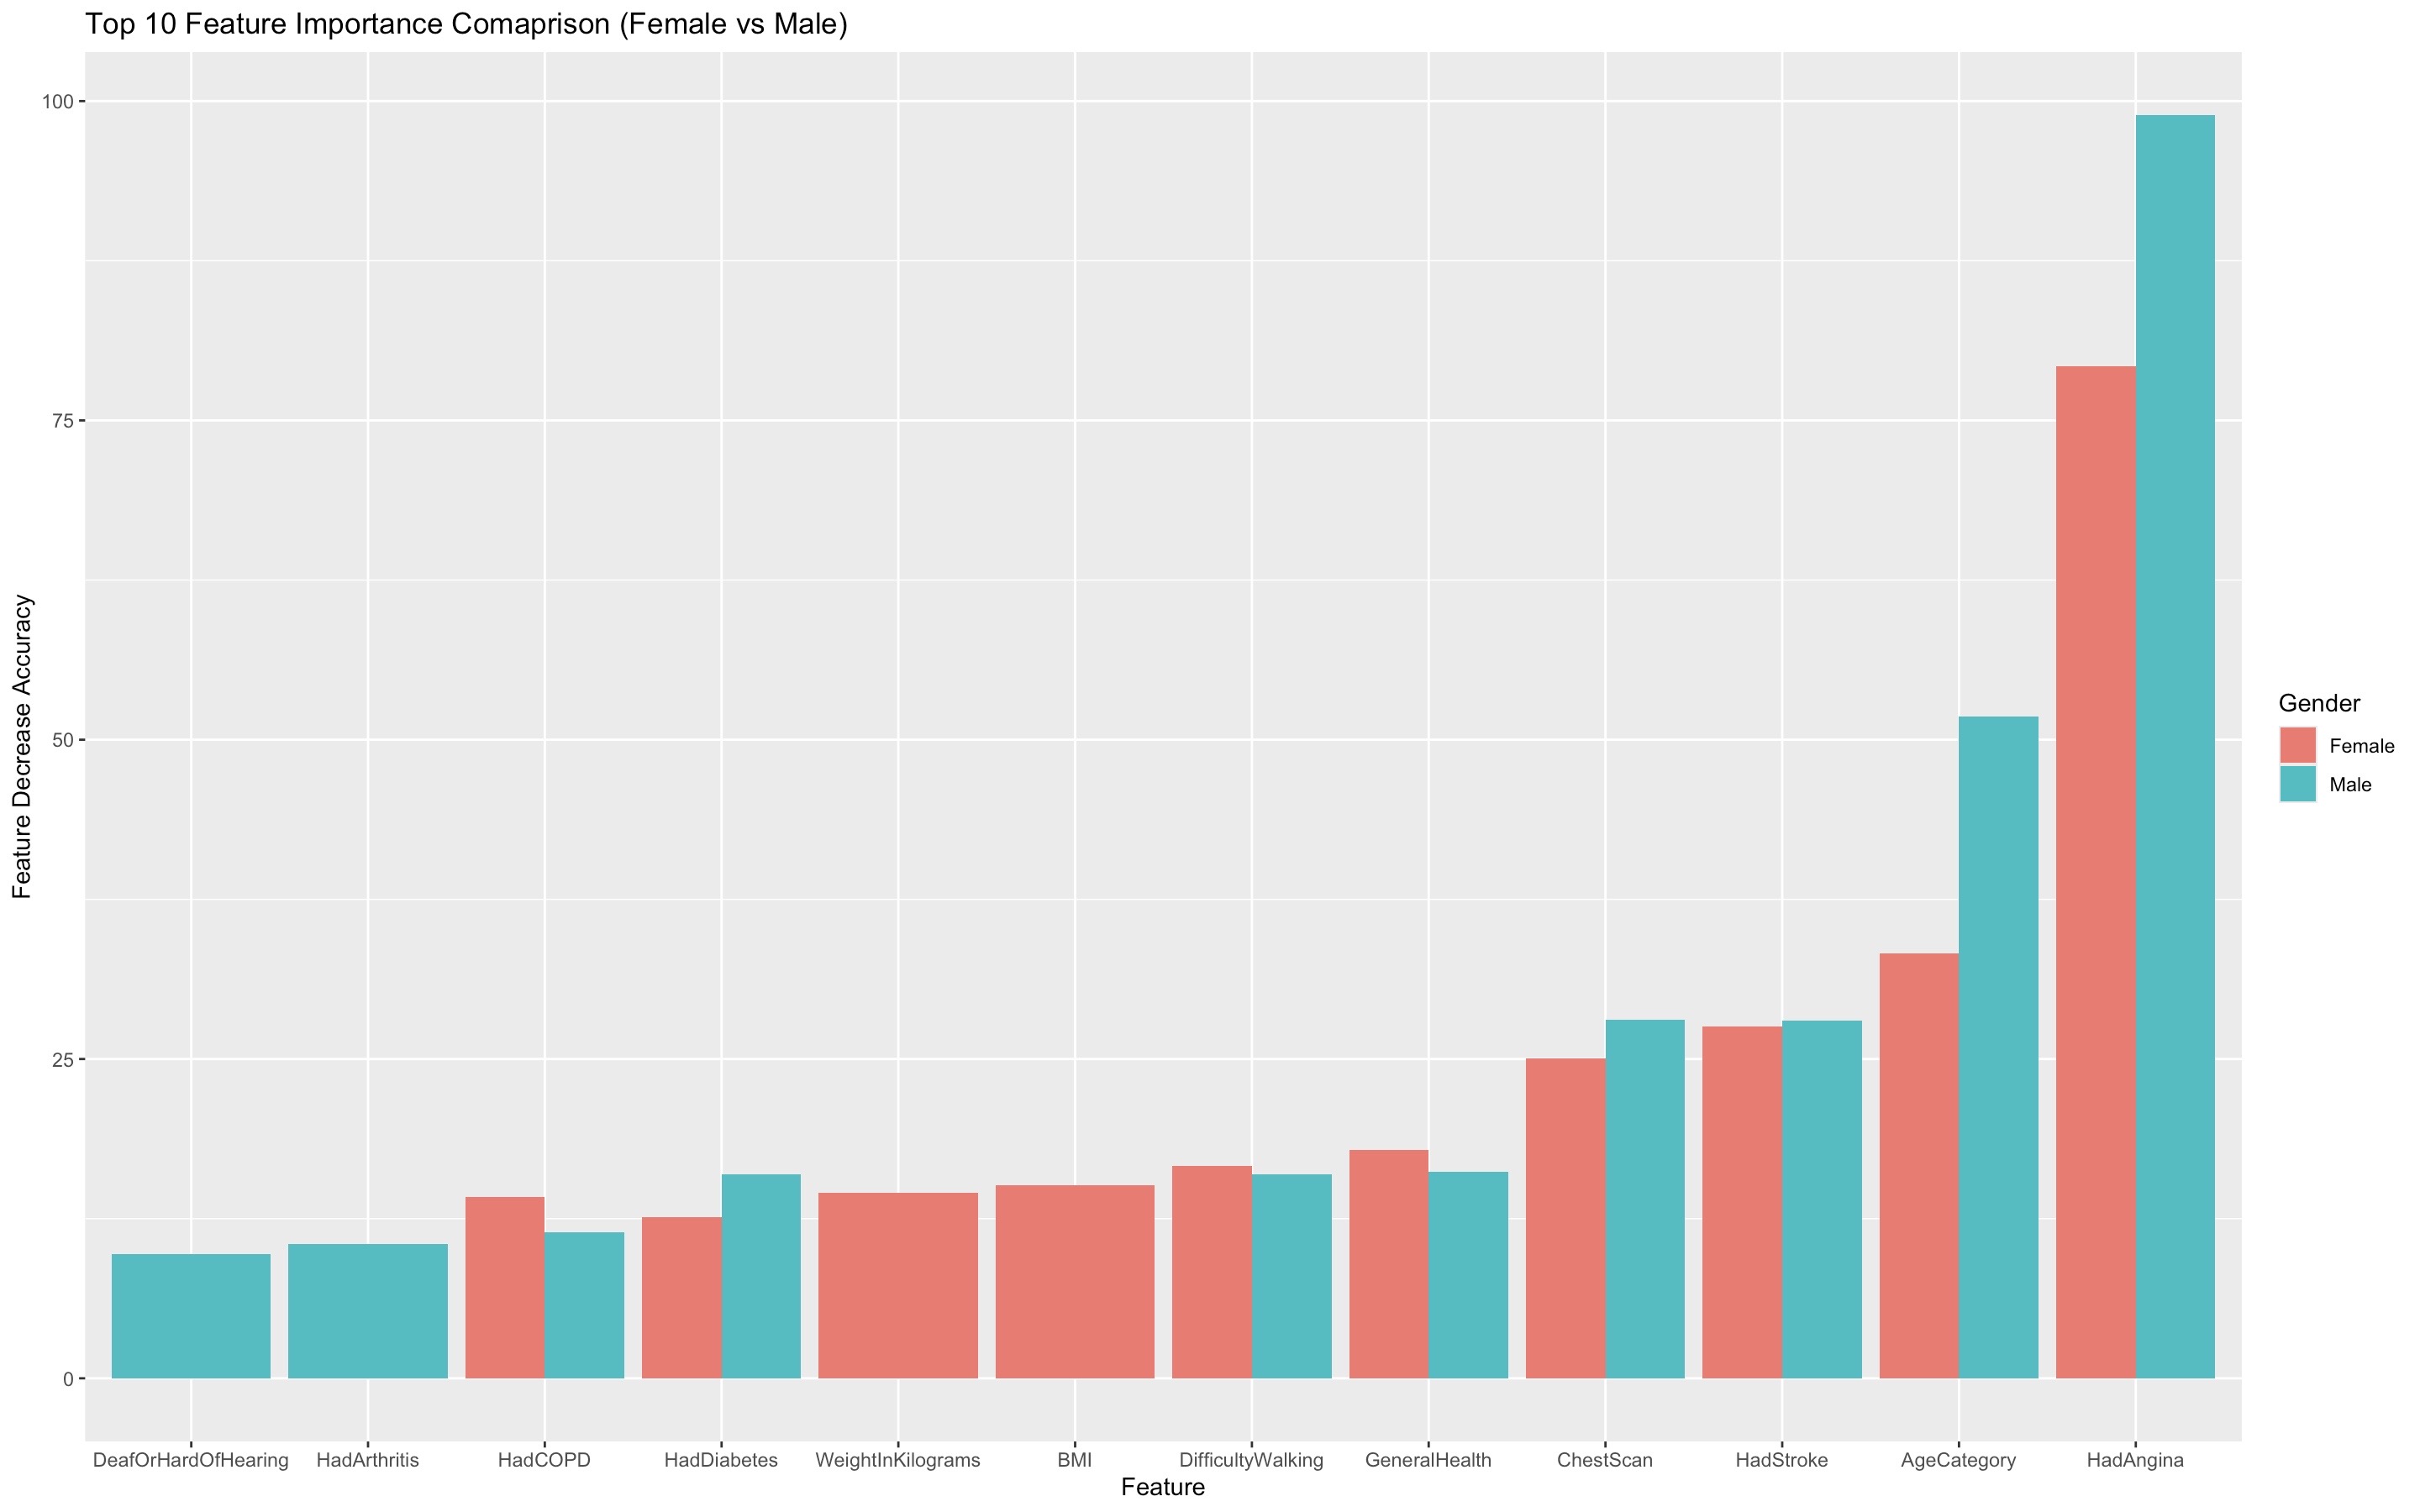 Top 10 Feature Importance Comaprison (Female vs Male)
100
75
50
25
0
Feature Decrease Accuracy
DeafOrHardOfHearing HadArthritis HadCOPD HadDiabetes WeightInKilograms BMI DifficultyWalking GeneralHealth ChestScan HadStroke AgeCategory HadAngina
Feature
Gender
Female
Male